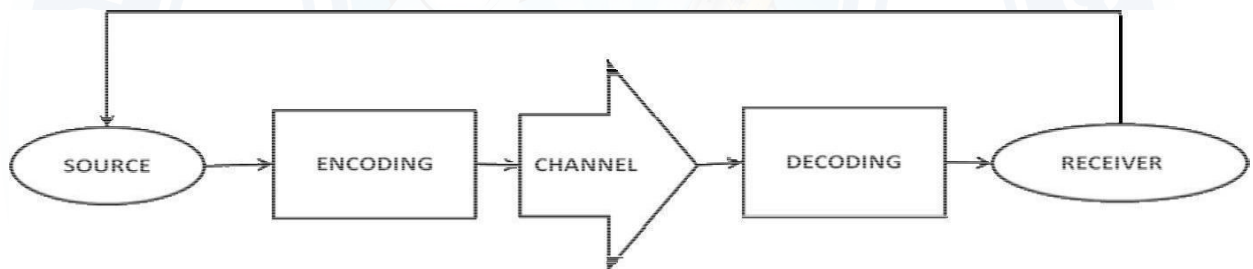 SOURCE
ENCODING
CHANNEL
DECODING
RECEIVER